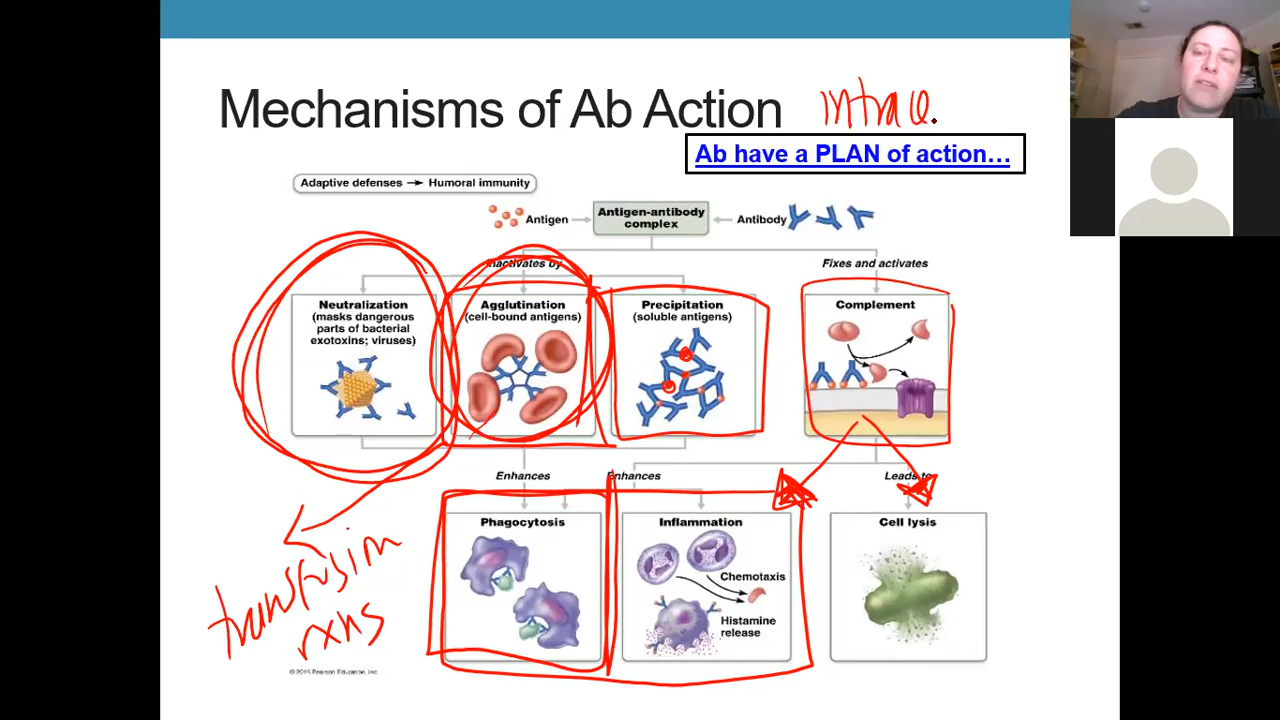 Mechanisms of Ab Action
Ab have a PLAN of action…
Adaptive defenses → Humoral immunity
Antigen
Antigen-antibody
complex
Antibody
Inactivates by
Fixes and activates
Neutralization
(masks dangerous
parts of bacterial
exotoxins; viruses)
Agglutination
(cell-bound antigens)
Precipitation
(soluble antigens)
Complement
Enhances
Enhances
Leads to
Phagocytosis
Inflammation
Chemotaxis
Histamine
release
Cell lysis
transfusion
rxns
© 2016 Pearson Education, Inc.